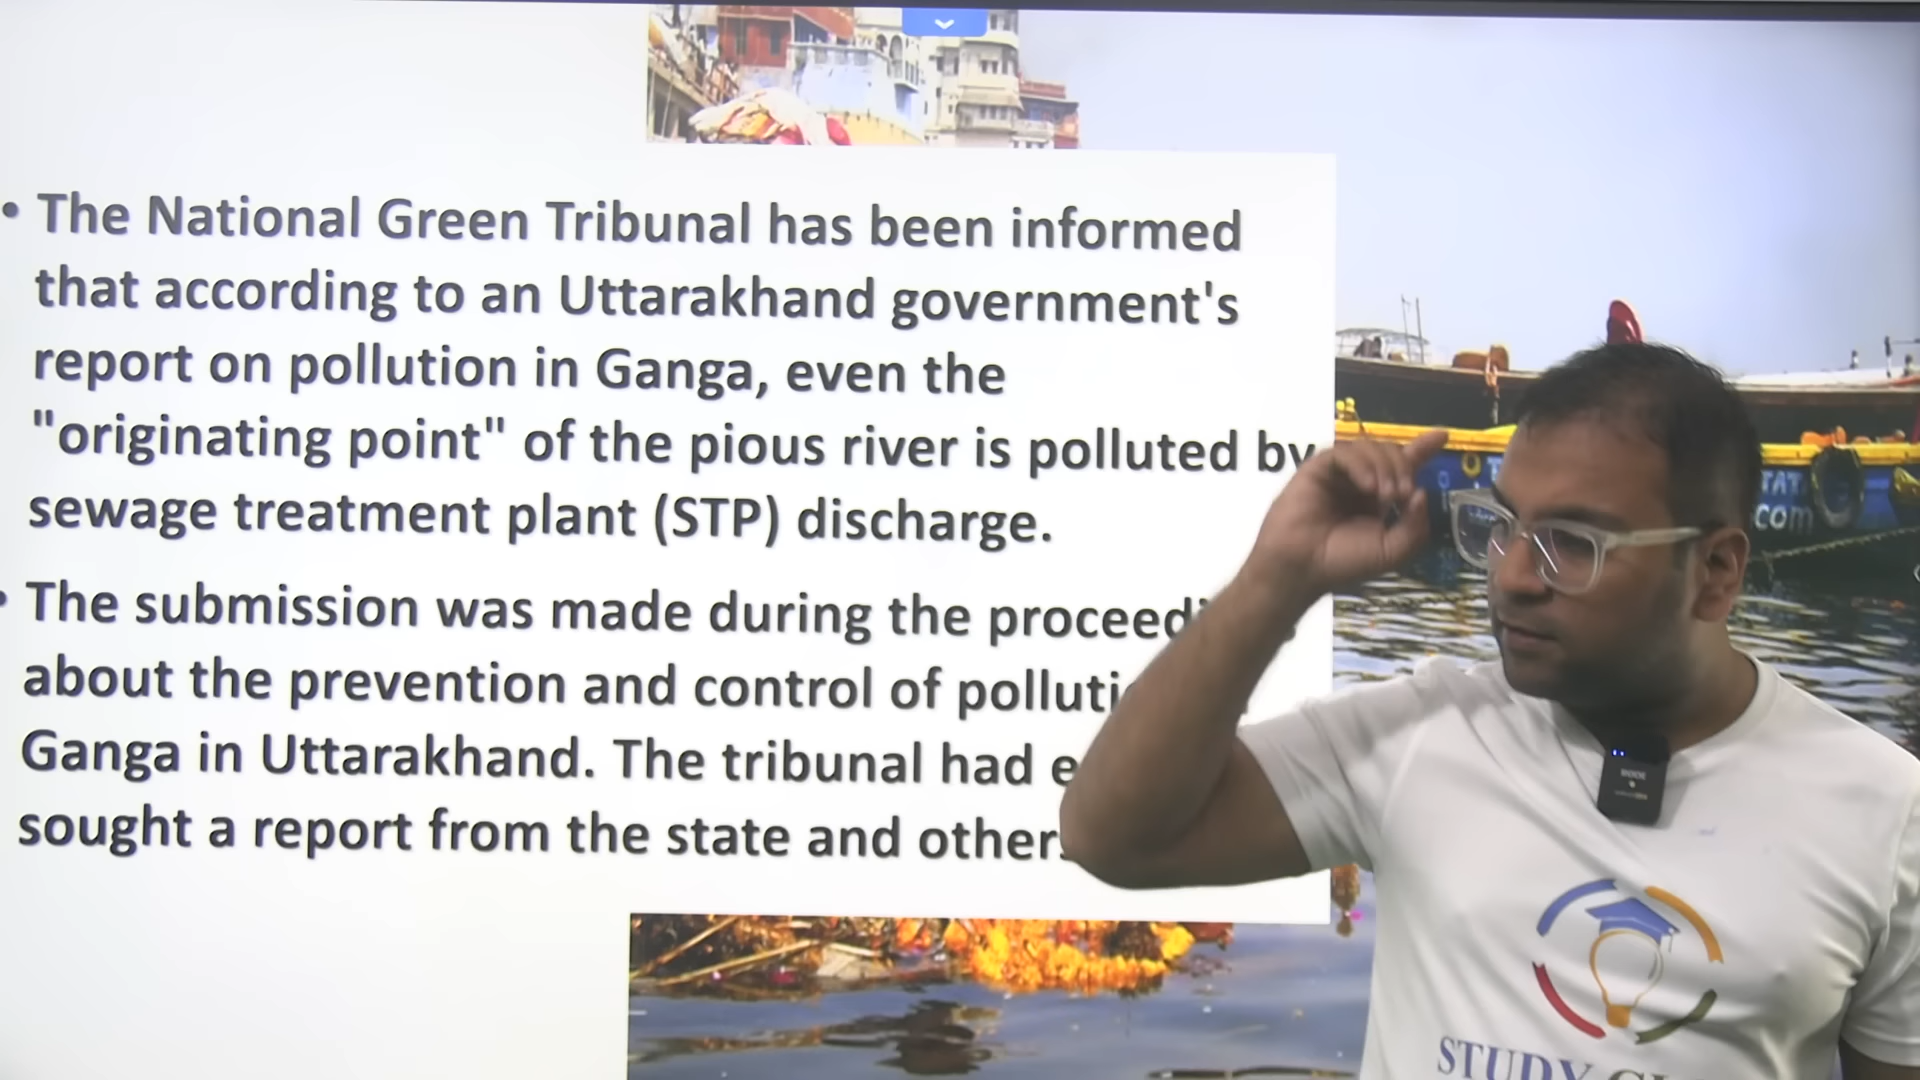 • The National Green Tribunal has been informed
that according to an Uttarakhand government's
report on pollution in Ganga, even the
"originating point" of the pious river is polluted by
sewage treatment plant (STP) discharge.
• The submission was made during the
about the prevention and control of
Ganga in Uttarakhand. The tribunal had
sought a report from the state and
TAT
com
RODE
STUDY